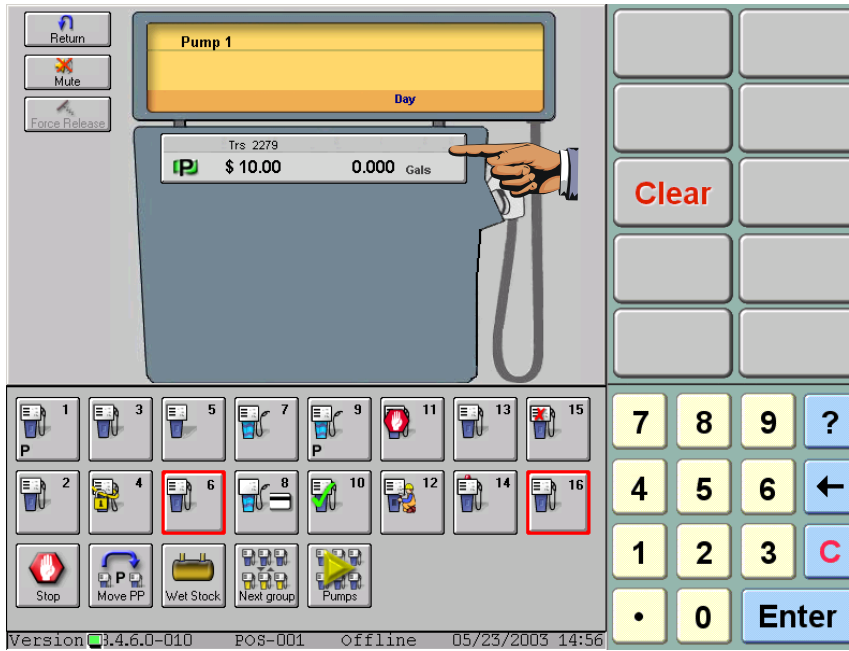 Return
Mute
Force Release
Pump 1
Day
Trs 2279
P $ 10.00 0.000 Gals
Clear
1 3 5 7 9 11 13 15
P P
2 4 6 8 10 12 14 16
Stop
P
Move PP
Wet Stock
Next group
Pumps
7 8 9 ?
4 5 6 ←
1 2 3 C
• 0 Enter
Version 3.4.6.0-010 POS-001 Offline 05/23/2003 14:56